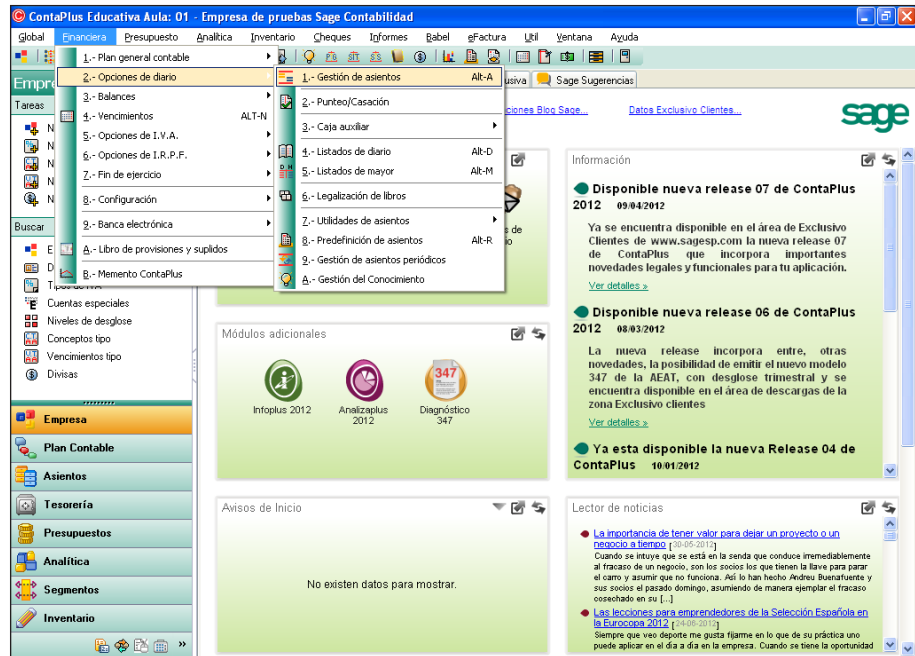 ContaPlus Educativa Aula: 01 - Empresa de pruebas Sage Contabilidad
Global Financiera Presupuesto Analítica Inventario Cheques Informes Babel eFactura Útil Ventana Ayuda
1.- Plan general contable
2.- Opciones de diario
3.- Balances
4.- Vencimientos ALT-N
5.- Opciones de I.V.A.
6.- Opciones de I.R.P.F.
7.- Fin de ejercicio
8.- Configuración
9.- Banca electrónica
A.- Libro de provisiones y suplidos
B.- Memento ContaPlus
1.- Gestión de asientos Alt-A
2.- Punteo/Casación
3.- Caja auxiliar
4.- Listados de diario Alt-D
5.- Listados de mayor Alt-M
6.- Legalización de libros
7.- Utilidades de asientos
8.- Predefinición de asientos Alt-R
9.- Gestión de asientos periódicos
A.- Gestión del Conocimiento
Empre
usiva Sage Sugerencias
Tareas
N
N
N
N
N
Buscar
E
D
Tipos de IVA
Cuentas especiales
Niveles de desglose
Conceptos tipo
Vencimientos tipo
Divisas
Empresa
Plan Contable
Asientos
Tesorería
Presupuestos
Analítica
Segmentos
Inventario
ciones Blog Sage... Datos Exclusivo Clientes...
sage
s de
o
Módulos adicionales
347
Infoplus 2012
Analizaplus
2012
Diagnóstico
347
Avisos de Inicio
No existen datos para mostrar.
Información
Disponible nueva release 07 de ContaPlus
2012 09/04/2012
Ya se encuentra disponible en el área de Exclusivo
Clientes de www.sagesp.com la nueva release 07
de ContaPlus que incorpora importantes
novedades legales y funcionales para tu aplicación.
Ver detalles »
Disponible nueva release 06 de ContaPlus
2012 08/03/2012
La nueva release incorpora entre, otras
novedades, la posibilidad de emitir el nuevo modelo
347 de la AEAT, con desglose trimestral y se
encuentra disponible en el área de descargas de la
zona Exclusivo clientes
Ver detalles »
Ya esta disponible la nueva Release 04 de
ContaPlus 10/01/2012
Lector de noticias
La importancia de tener valor para dejar un proyecto o un
negocio a tiempo [30-05-2012]
Cuando se intuye que se está en la senda que conduce irremediablemente
al fracaso de un negocio, son los socios los que tienen la llave para parar
el carro y asumir que no funciona. Así lo han hecho Andreu Buenafuente y
sus socios el pasado domingo, asumiendo de manera ejemplar el fracaso
cosechado en su [...]
Las lecciones para emprendedores de la Selección Española en
la Eurocopa 2012 [24-06-2012]
Siempre que veo deporte me gusta fijarme en lo que de su práctica uno
puede aplicar en el día a día en la empresa. Cuando se tiene la oportunidad